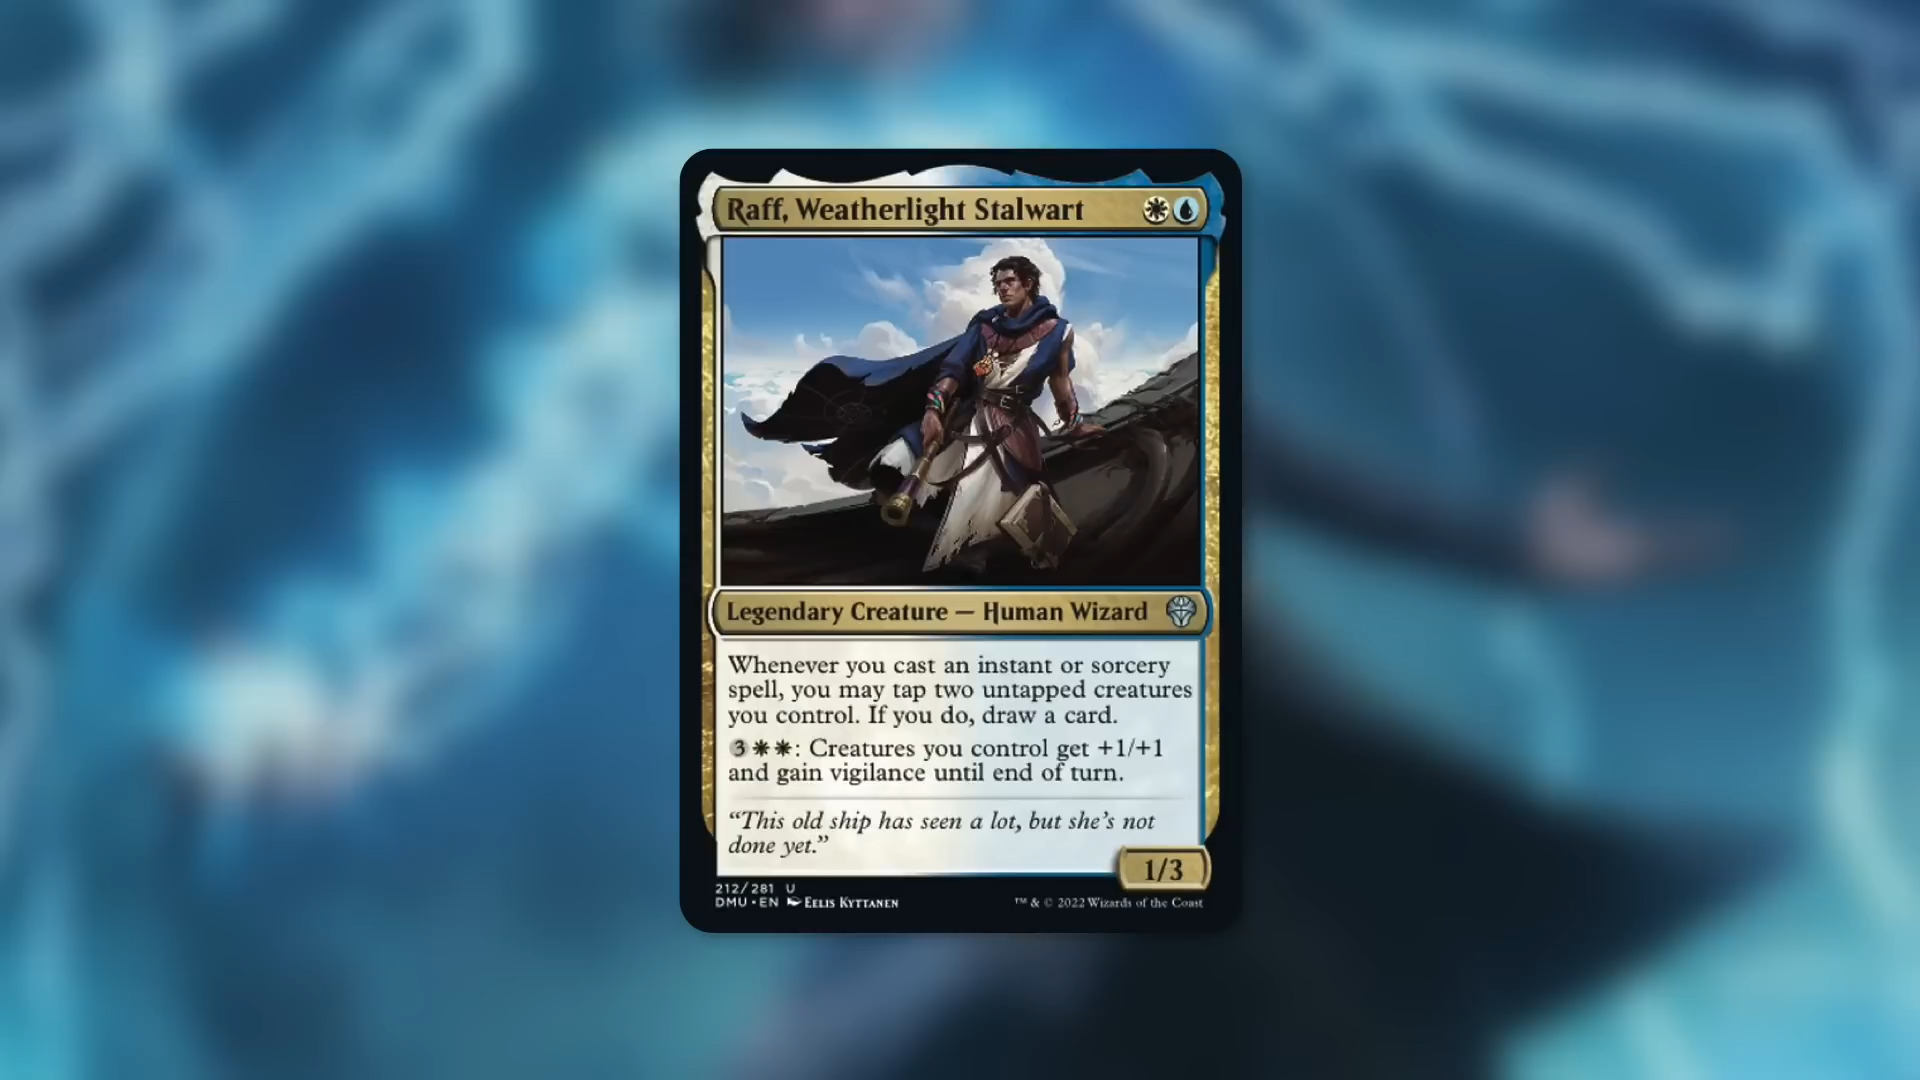 Raff, Weatherlight Stalwart
Legendary Creature — Human Wizard
Whenever you cast an instant or sorcery
spell, you may tap two untapped creatures
you control. If you do, draw a card.
3: Creatures you control get +1/+1
and gain vigilance until end of turn.
“This old ship has seen a lot, but she’s not
done yet.”
1/3
212/281 U
DMU • EN Eelis Kyttanen
™ & © 2022 Wizards of the Coast